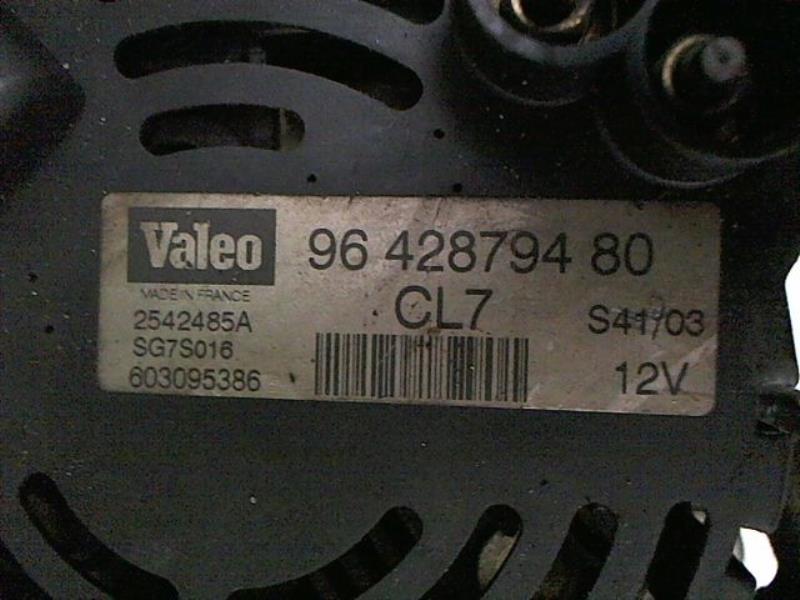 Valeo
96 428794 80
MADE IN FRANCE
CL7
2542485A
S41/03
SG7S016
603095386
12V